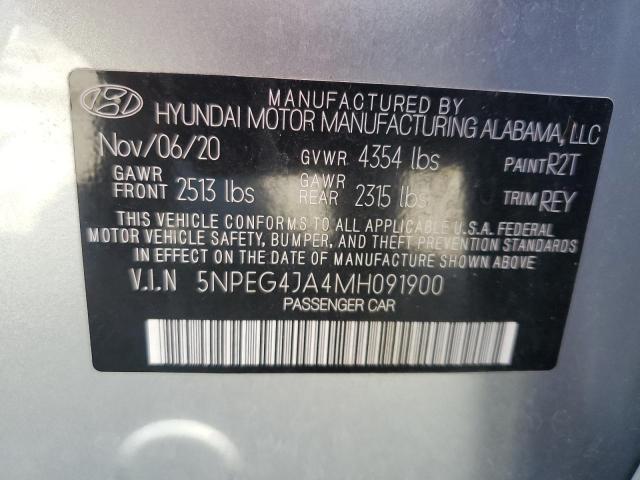 MANUFACTURED BY
HYUNDAI MOTOR MANUFACTURING ALABAMA, LLC
Nov/06/20 GVWR 4354 lbs PAINT R2T
GAWR FRONT 2513 lbs GAWR REAR 2315 lbs TRIM REY
THIS VEHICLE CONFORMS TO ALL APPLICABLE U.S.A. FEDERAL
MOTOR VEHICLE SAFETY, BUMPER, AND THEFT PREVENTION STANDARDS
IN EFFECT ON THE DATE OF MANUFACTURE SHOWN ABOVE.
V.I.N 5NPEG4JA4MH091900
PASSENGER CAR